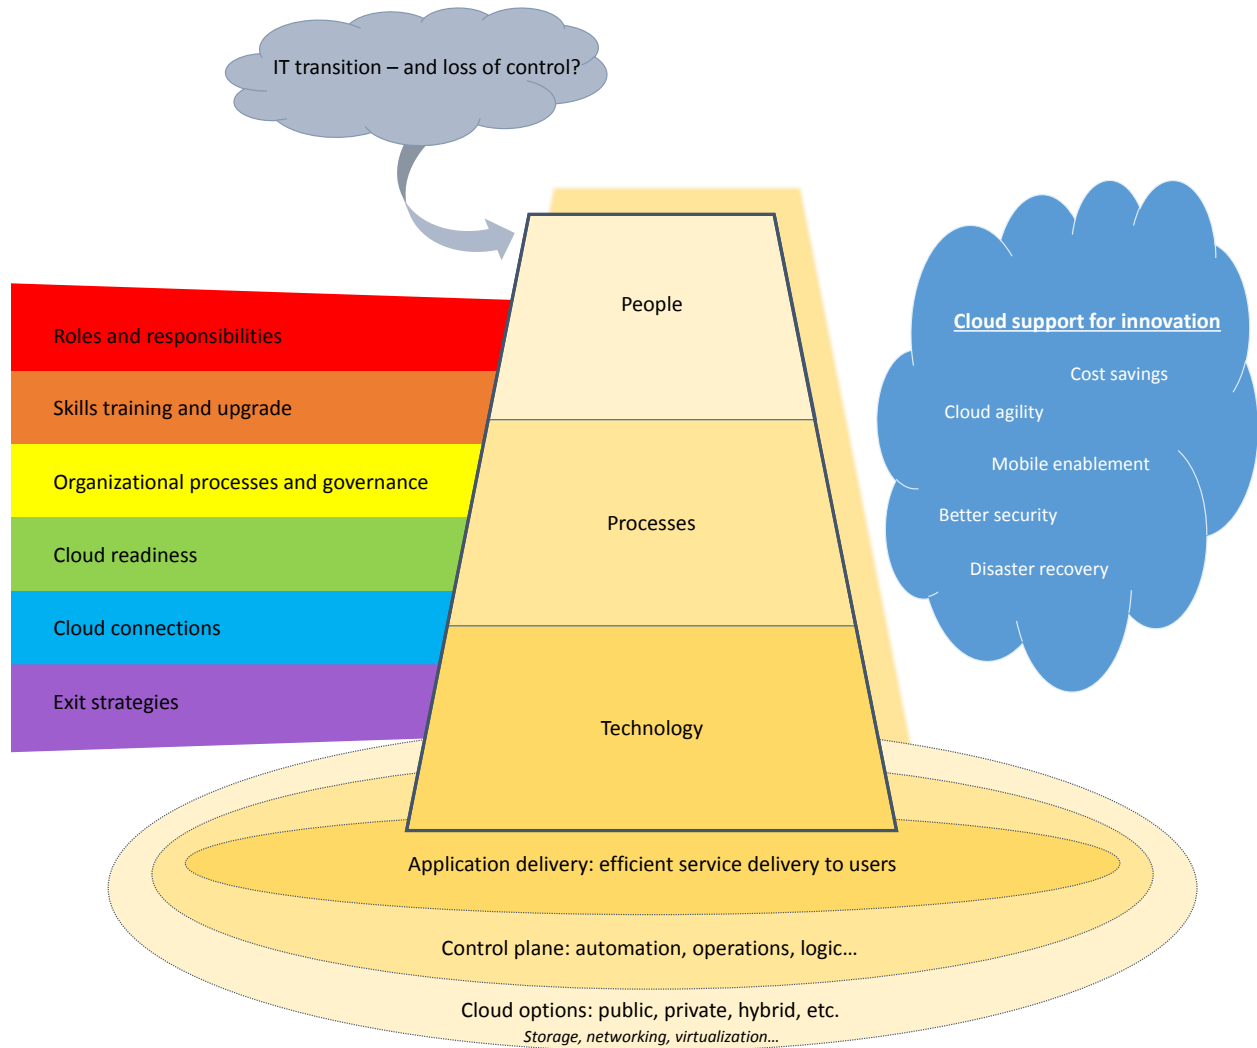 IT transition – and loss of control?
People
Processes
Technology
Roles and responsibilities
Skills training and upgrade
Organizational processes and governance
Cloud readiness
Cloud connections
Exit strategies
Cloud support for innovation
Cost savings
Cloud agility
Mobile enablement
Better security
Disaster recovery
Application delivery: efficient service delivery to users
Control plane: automation, operations, logic…
Cloud options: public, private, hybrid, etc.
Storage, networking, virtualization…